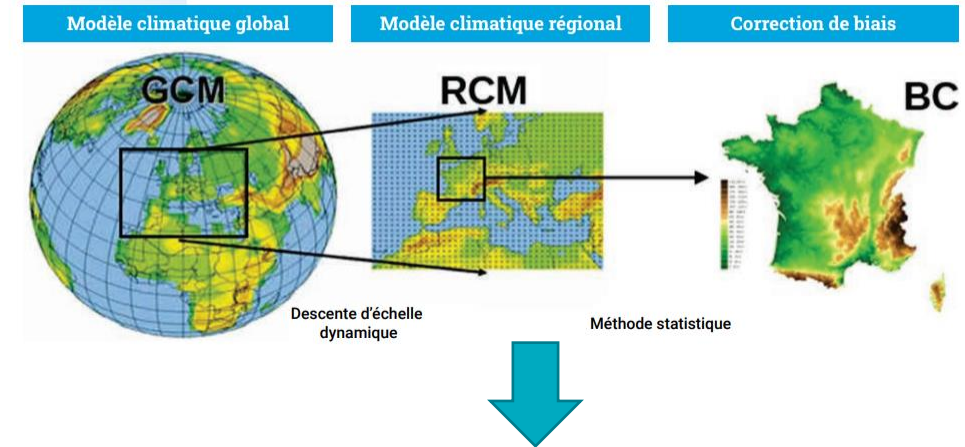 Modèle climatique global
Modèle climatique régional
Correction de biais
GCM
RCM
BC
Descente d’échelle
dynamique
Méthode statistique